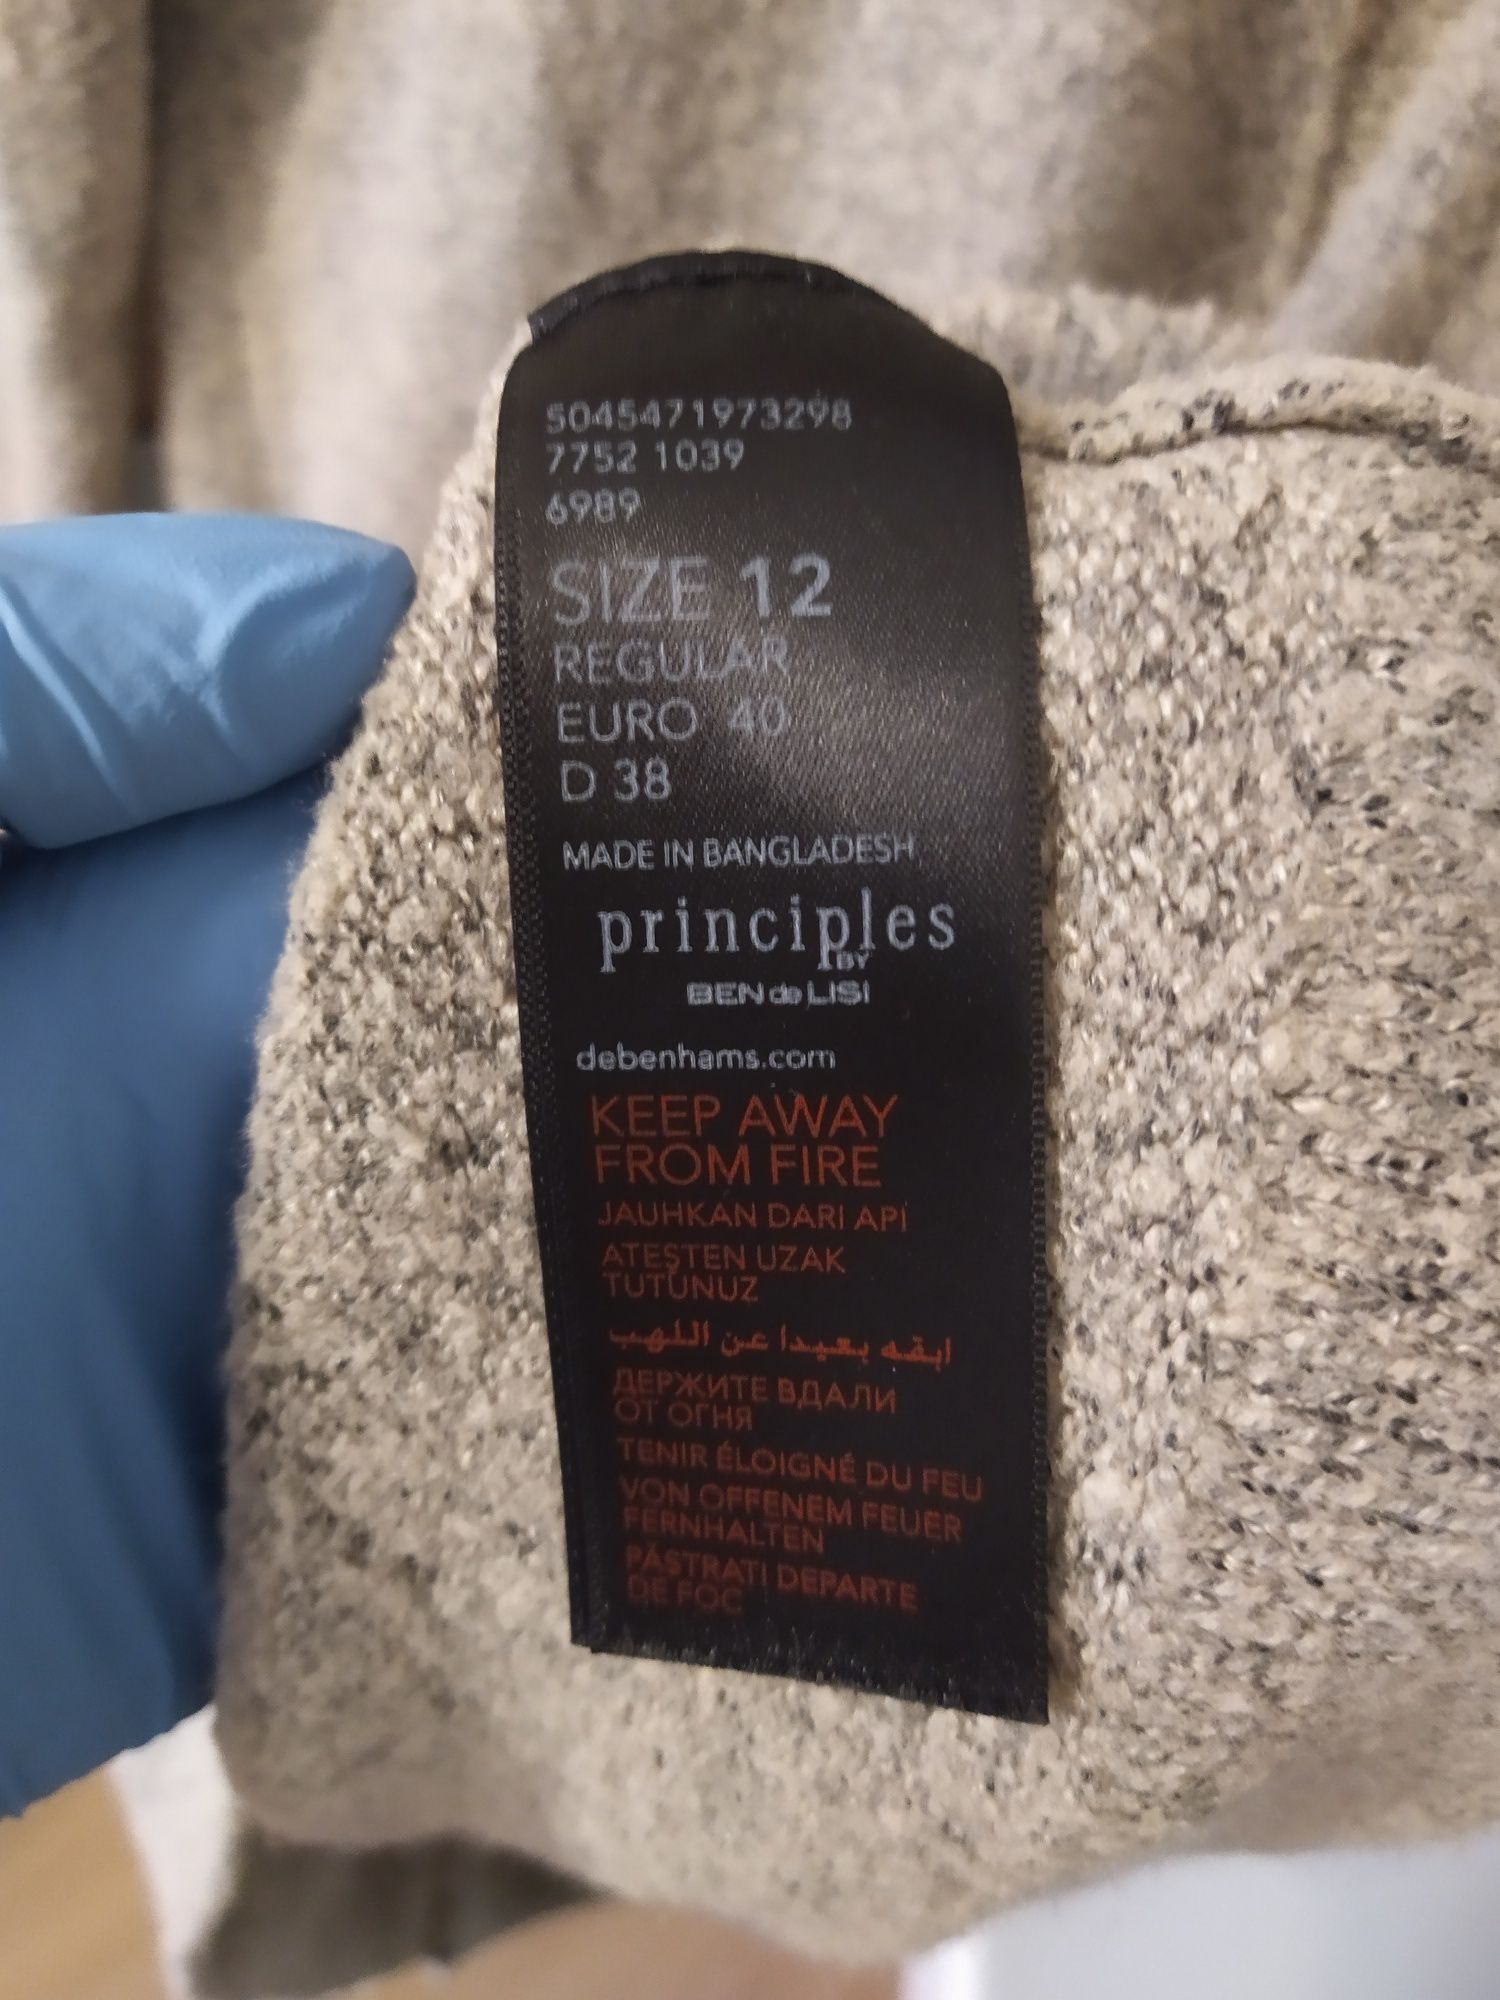 5045471973298
7752 1039
6989
SIZE 12
REGULAR
EURO 40
D 38
MADE IN BANGLADESH
principles
BY
BEN de LISI
debenhams.com
KEEP AWAY
FROM FIRE
JAUHKAN DARI API
ATEŞTEN UZAK
TUTUNUZ
ابقه بعيدا عن اللهب
ДЕРЖИТЕ ВДАЛИ
ОТ ОГНЯ
TENIR ÉLOIGNÉ DU FEU
VON OFFENEM FEUER
FERNHALTEN
PĂSTRATI DEPARTE
DE FOC